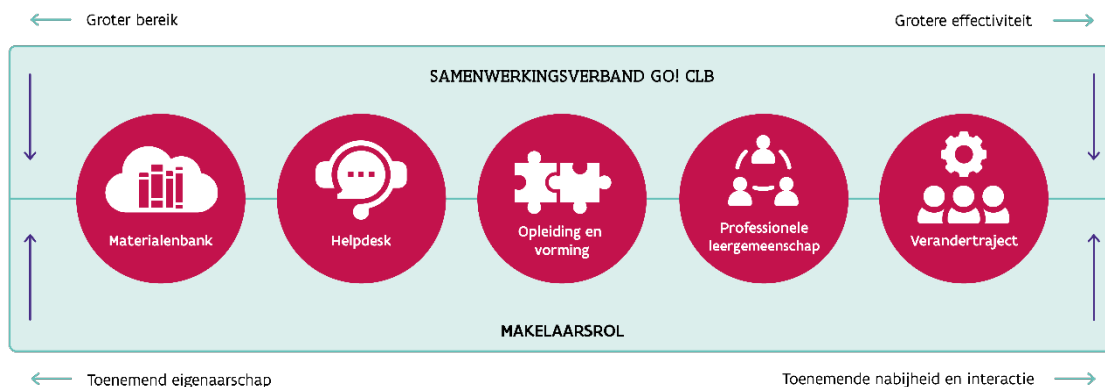 Groter bereik
Grotere effectiviteit
SAMENWERKINGSVERBAND GO! CLB
Materialenbank
Helpdesk
Opleiding en
vorming
Professionele
leergemeenschap
Verandertraject
MAKELAARSROL
Toenemend eigenaarschap
Toenemende nabijheid en interactie